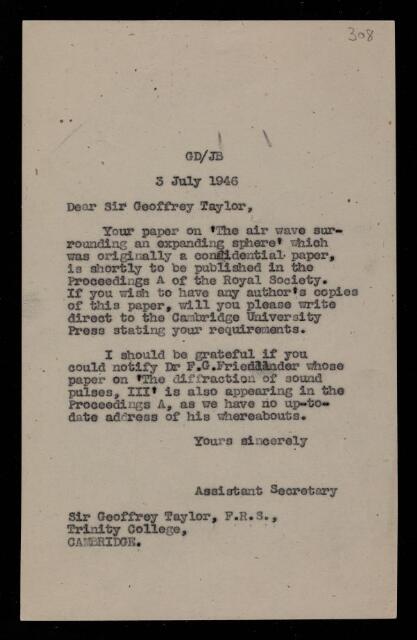 308
GD/JB
3 July 1946
Dear Sir Geoffrey Taylor,
Your paper on 'The air wave sur-
rounding an expanding sphere' which
was originally a confidential paper,
is shortly to be published in the
Proceedings A of the Royal Society.
If you wish to have any author's copies
of this paper, will you please write
direct to the Cambridge University
Press stating your requirements.
I should be grateful if you
could notify Dr F.G.Friedlander whose
paper on 'The diffraction of sound
pulses, III' is also appearing in the
Proceedings A, as we have no up-to-
date address of his whereabouts.
Yours sincerely
Assistant Secretary
Sir Geoffrey Taylor, F.R.S.,
Trinity College,
CAMBRIDGE.